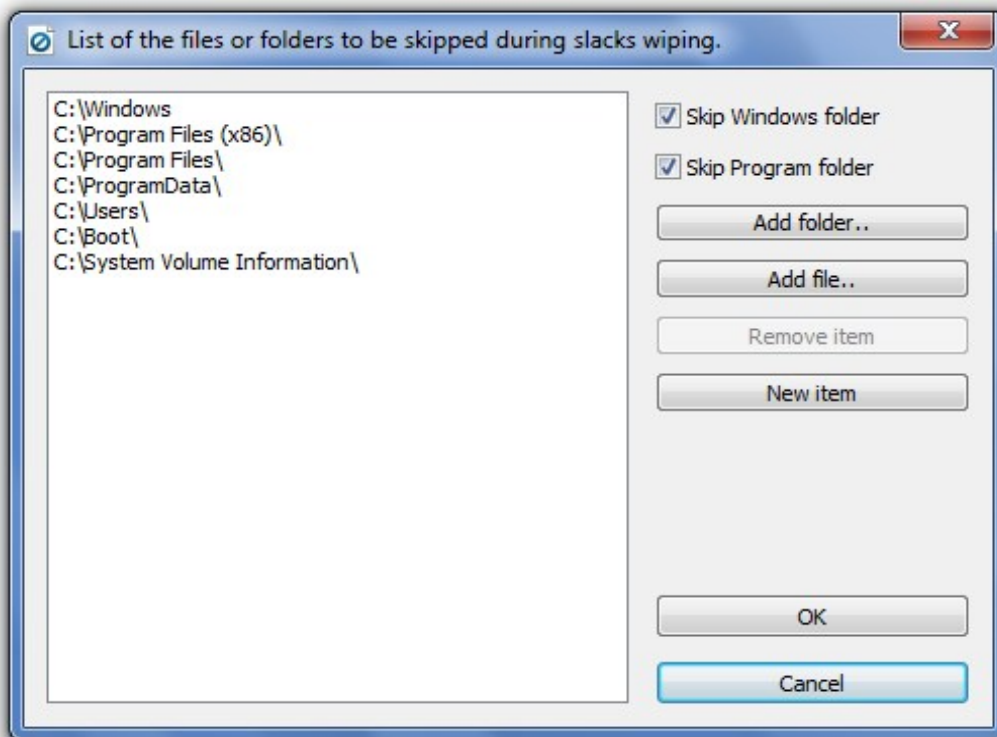 List of the files or folders to be skipped during slacks wiping.
C:\Windows
C:\Program Files (x86)\
C:\Program Files\
C:\ProgramData\
C:\Users\
C:\Boot\
C:\System Volume Information\
Skip Windows folder
Skip Program folder
Add folder..
Add file..
Remove item
New item
OK
Cancel